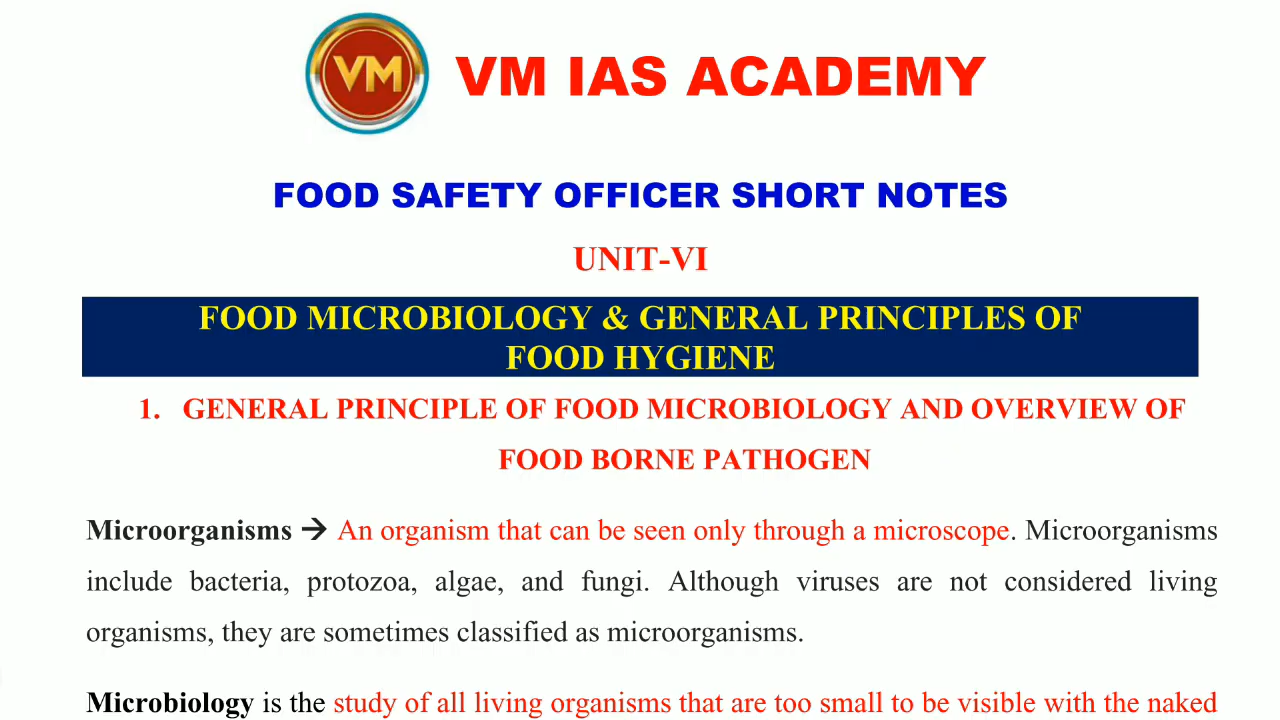 VM
VM IAS ACADEMY
FOOD SAFETY OFFICER SHORT NOTES
UNIT-VI
FOOD MICROBIOLOGY & GENERAL PRINCIPLES OF
FOOD HYGIENE
1. GENERAL PRINCIPLE OF FOOD MICROBIOLOGY AND OVERVIEW OF
FOOD BORNE PATHOGEN
Microorganisms → An organism that can be seen only through a microscope. Microorganisms
include bacteria, protozoa, algae, and fungi. Although viruses are not considered living
organisms, they are sometimes classified as microorganisms.
Microbiology is the study of all living organisms that are too small to be visible with the naked